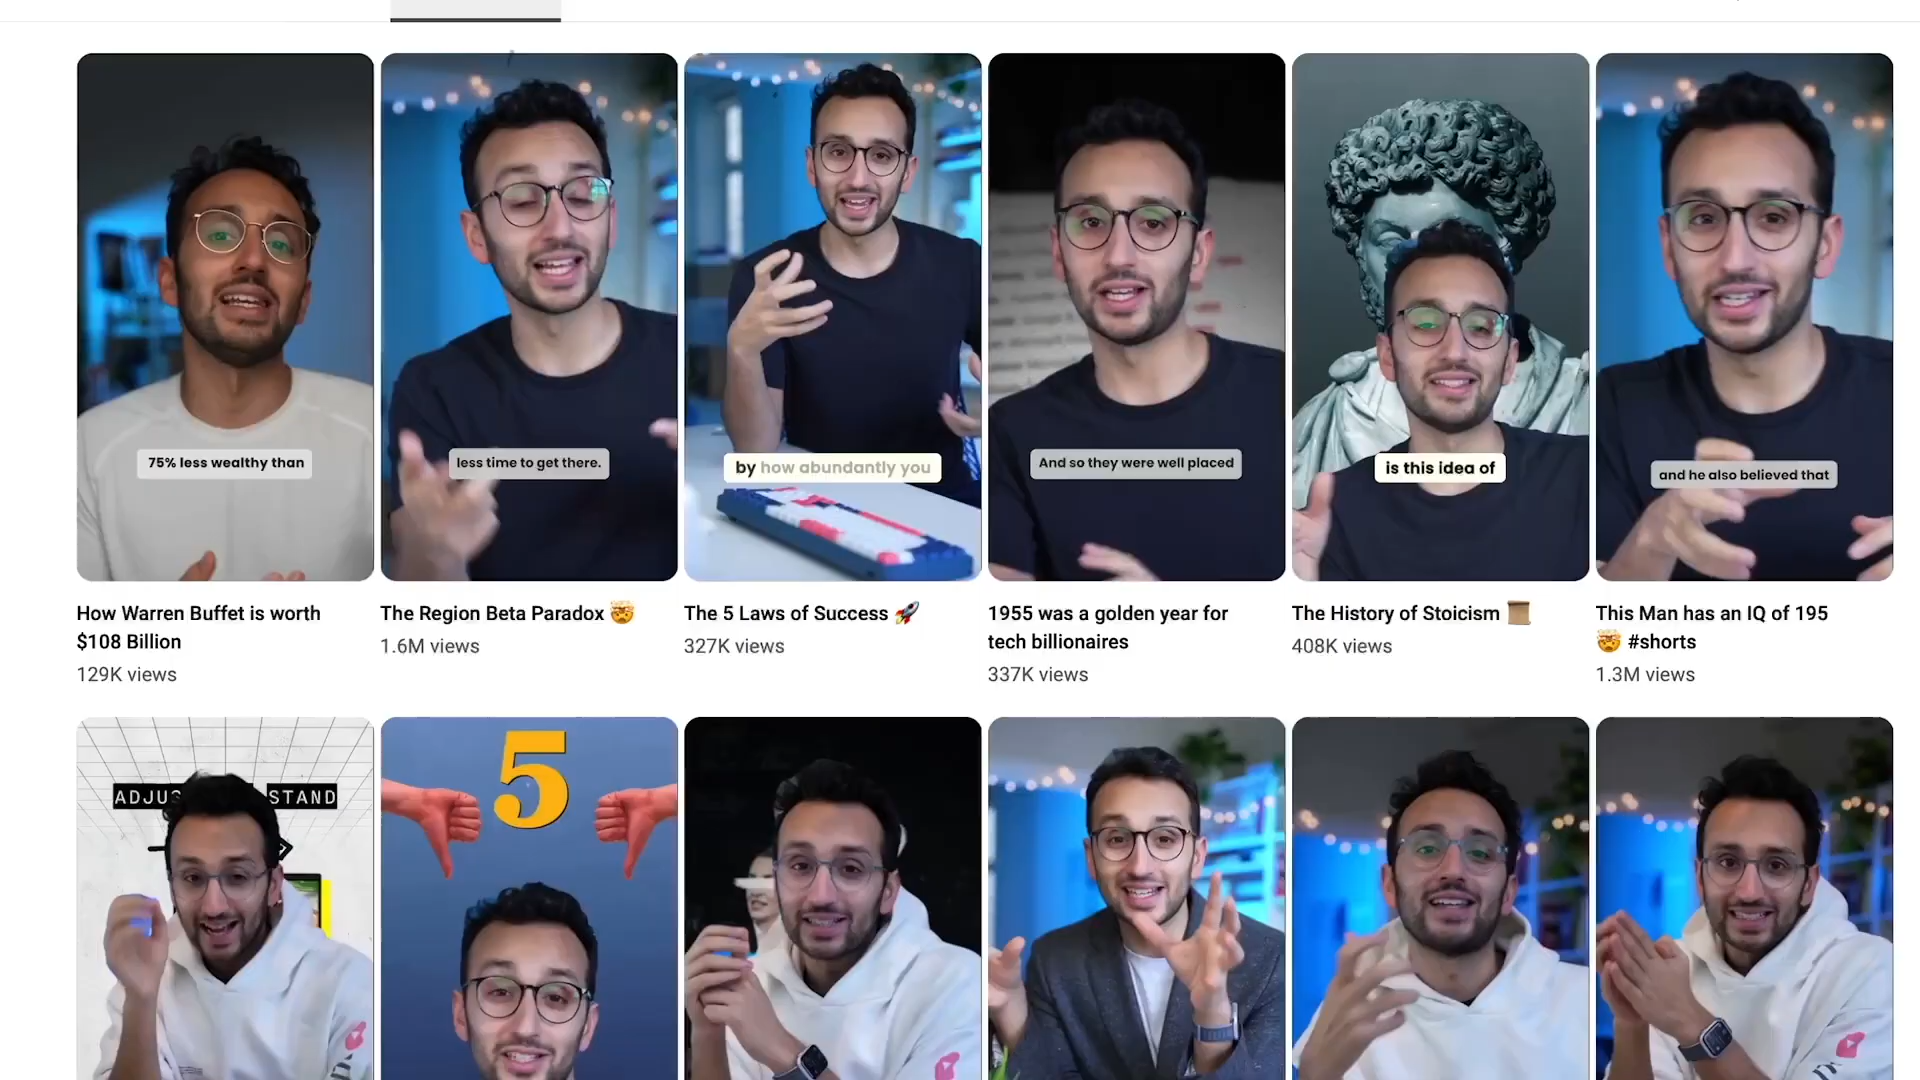 75% less wealthy than
less time to get there.
by how abundantly you
And so they were well placed
is this idea of
and he also believed that
How Warren Buffet is worth
$108 Billion
129K views
The Region Beta Paradox 🤯
1.6M views
The 5 Laws of Success 🚀
327K views
1955 was a golden year for
tech billionaires
337K views
The History of Stoicism 📜
408K views
This Man has an IQ of 195
🤯 #shorts
1.3M views
STAND
5